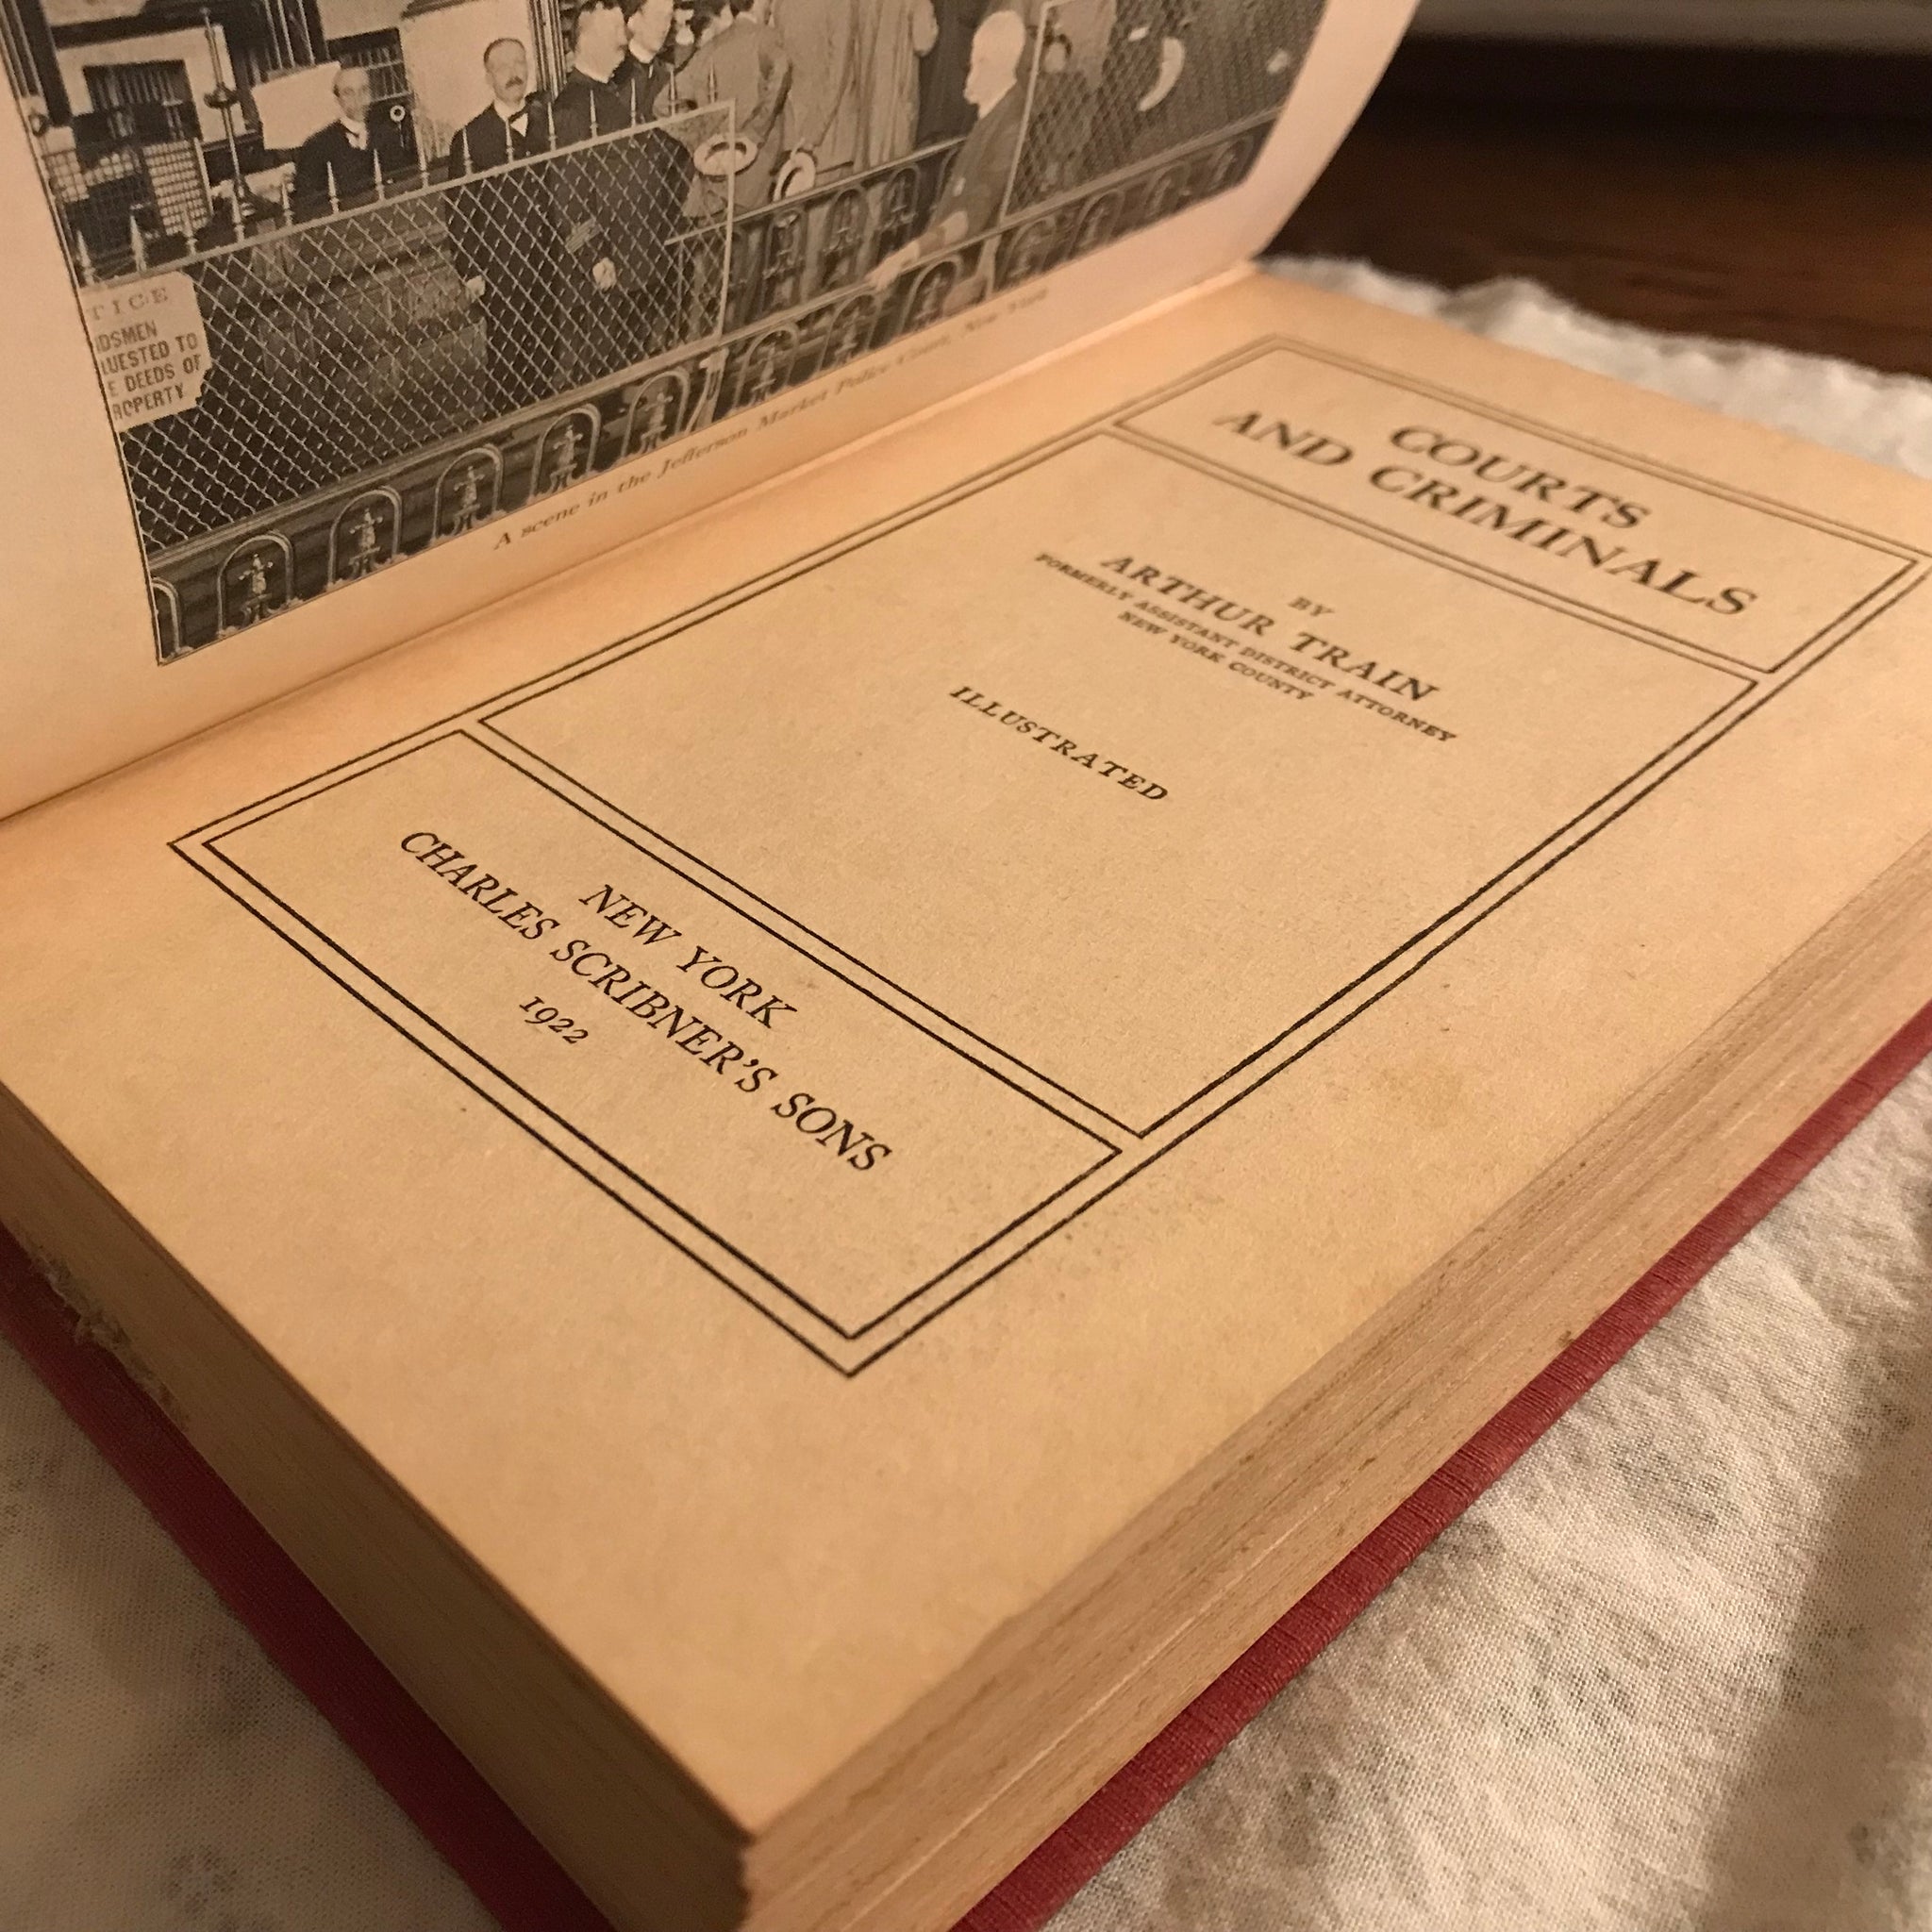 TICE
DSMEN
UESTED TO
E DEEDS OF
ROPERTY
A scene in the Jefferson Market Police Court, New York
COURTS
AND CRIMINALS
BY
ARTHUR TRAIN
FORMERLY ASSISTANT DISTRICT ATTORNEY
NEW YORK COUNTY
ILLUSTRATED
NEW YORK
CHARLES SCRIBNER'S SONS
1922